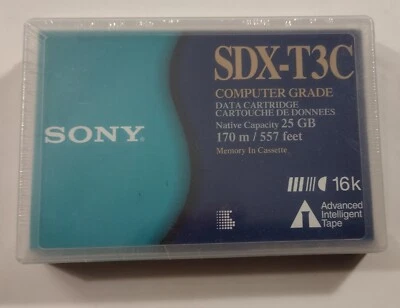 SDX-T3C
COMPUTER GRADE
DATA CARTRIDGE
CARTOUCHE DE DONNEES
Native Capacity 25 GB
170 m / 557 feet
Memory In Cassette
SONY
16k
Advanced
Intelligent
Tape